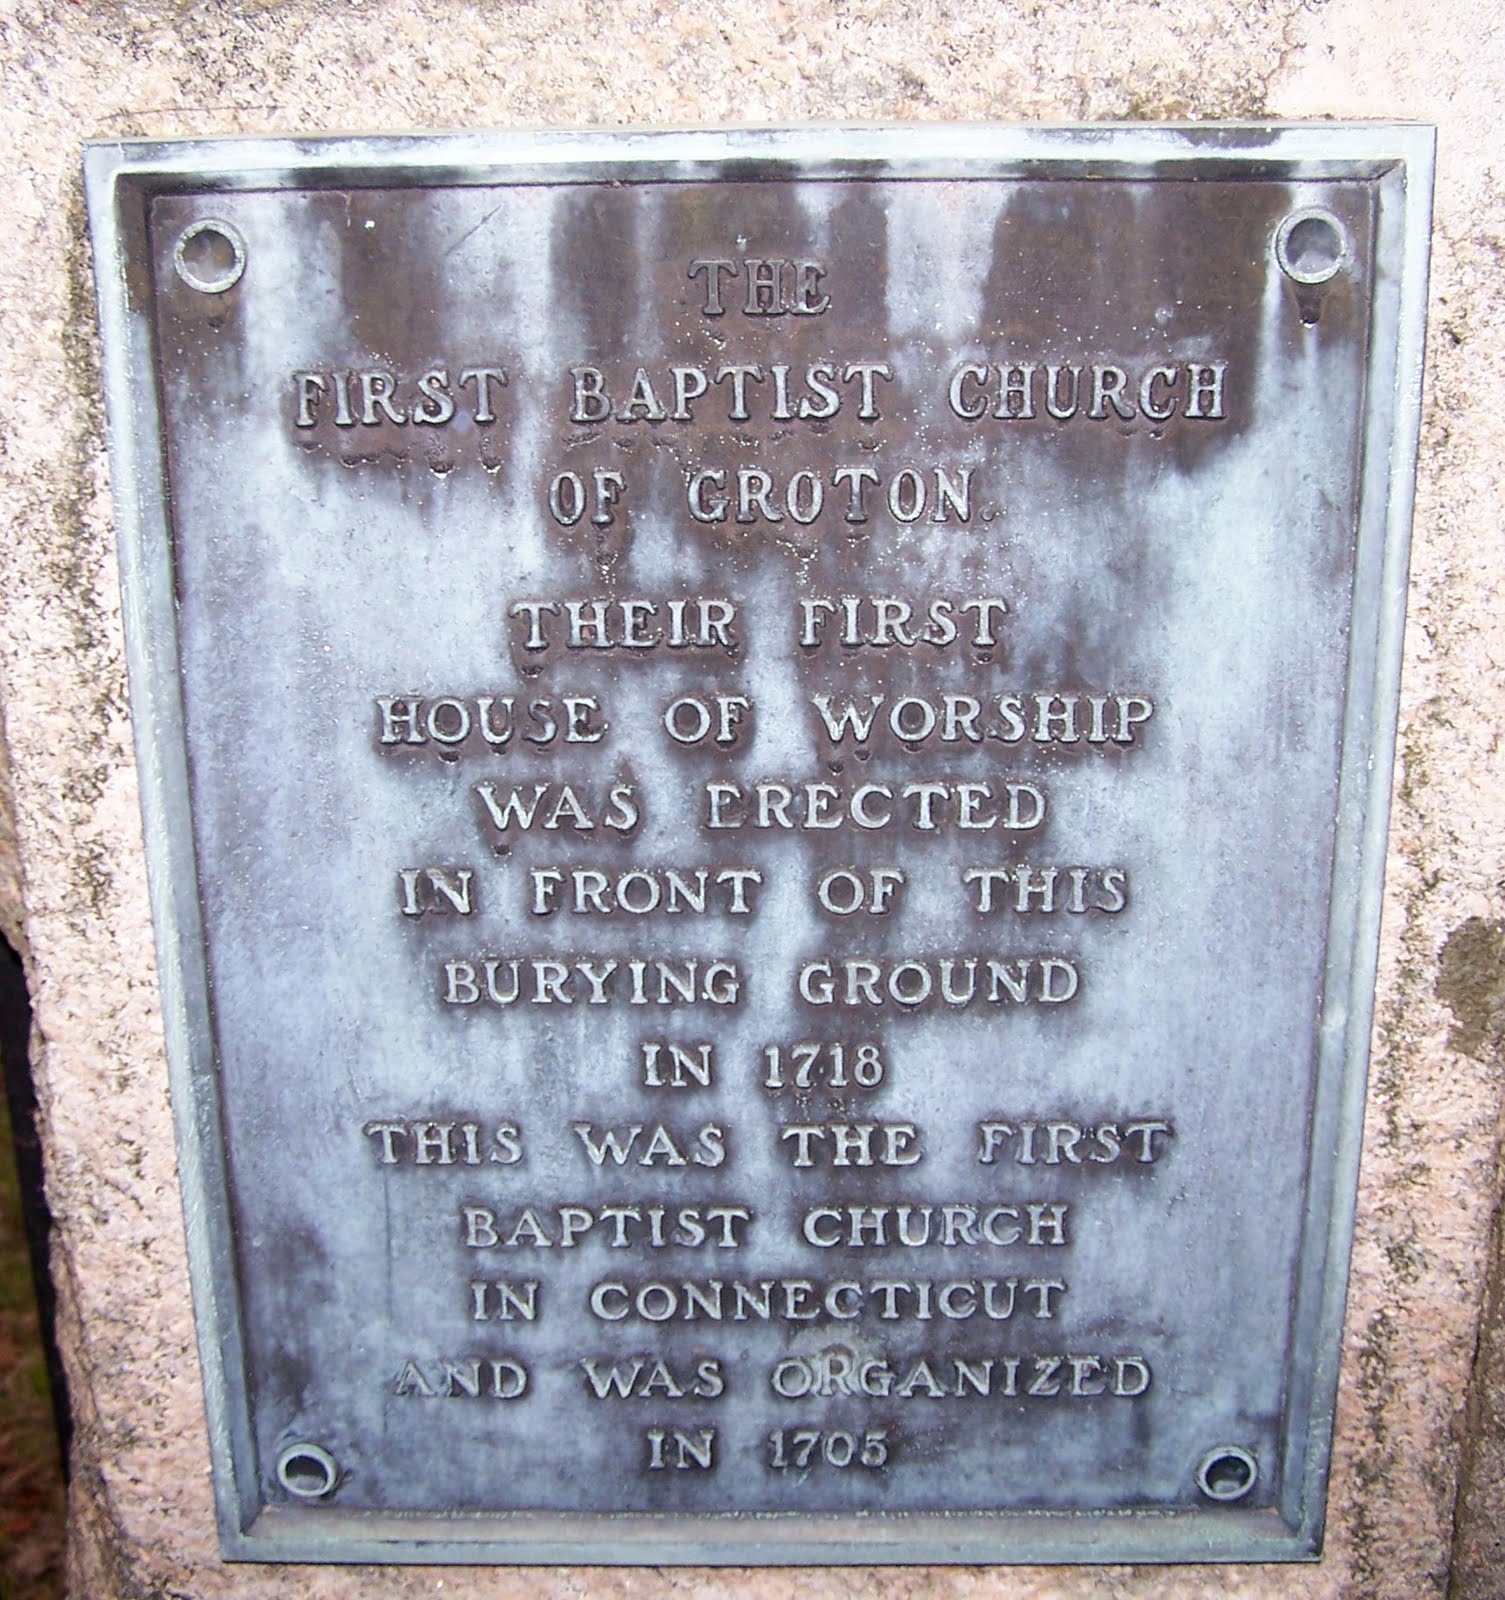 THE
FIRST BAPTIST CHURCH
OF GROTON.
THEIR FIRST
HOUSE OF WORSHIP
WAS ERECTED
IN FRONT OF THIS
BURYING GROUND
IN 1718
THIS WAS THE FIRST
BAPTIST CHURCH
IN CONNECTICUT
AND WAS ORGANIZED
IN 1705